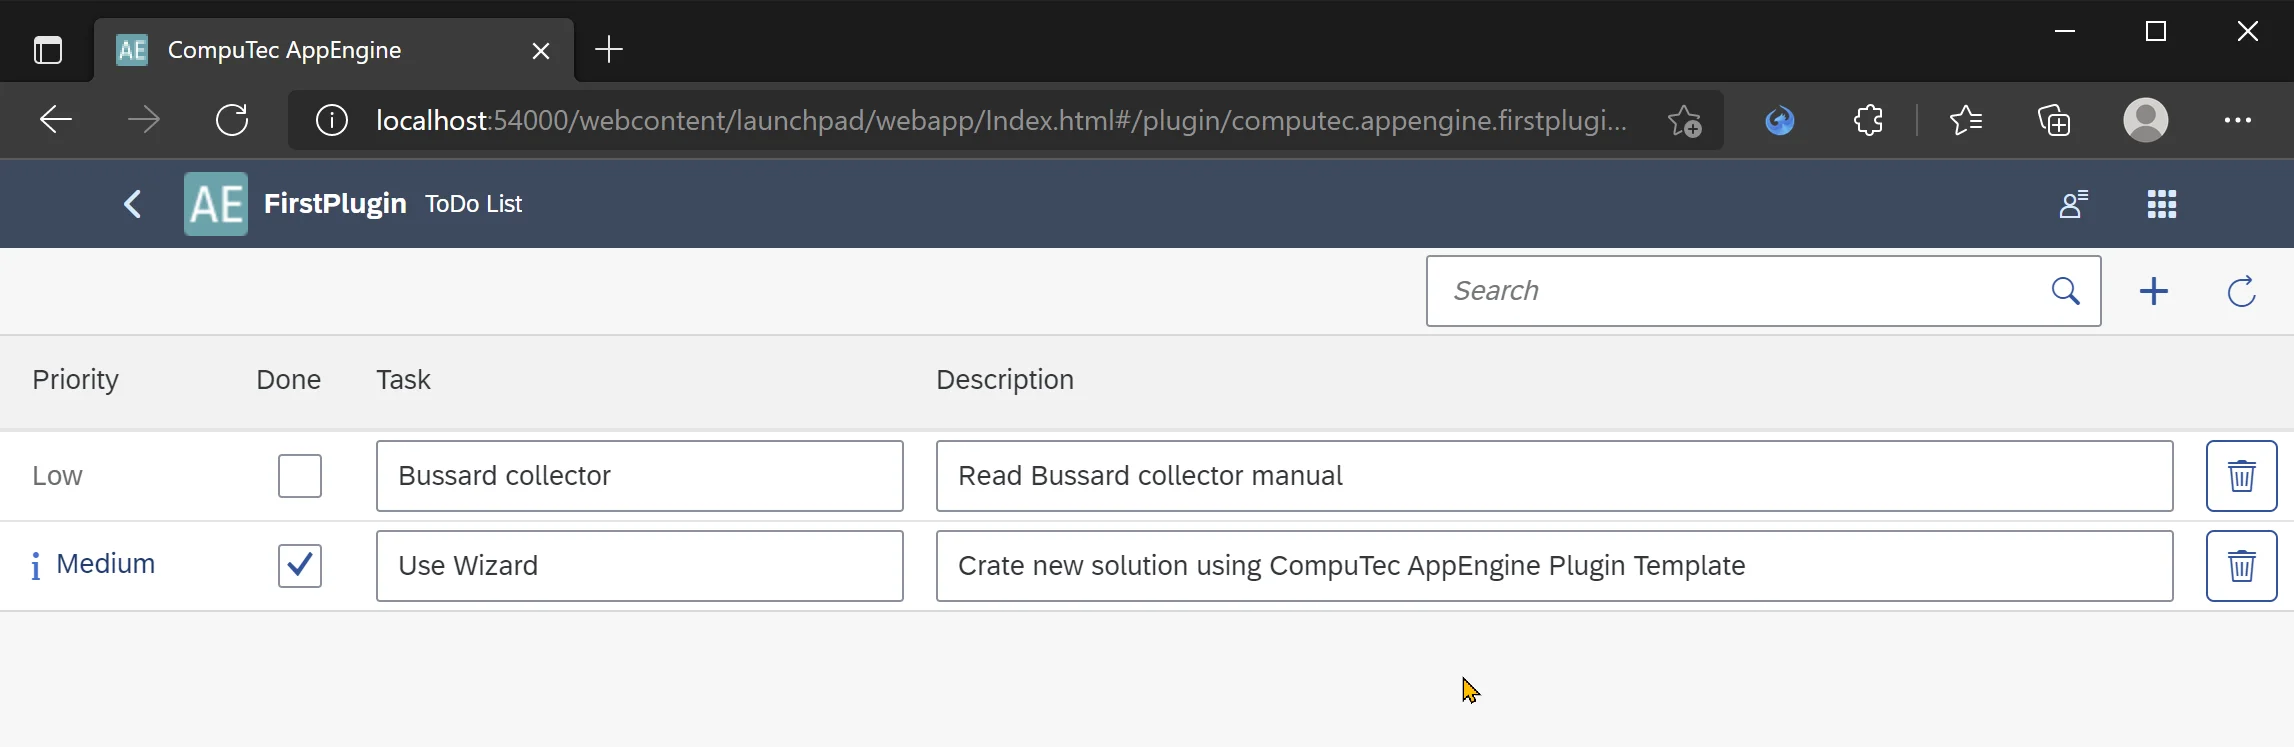 AE CompuTec AppEngine
localhost:54000/webcontent/launchpad/webapp/Index.html#/plugin/computec.appengine.firstplugi...
AE FirstPlugin ToDo List
Search
Priority Done Task Description
Low Bussard collector Read Bussard collector manual
i Medium Use Wizard Crate new solution using CompuTec AppEngine Plugin Template